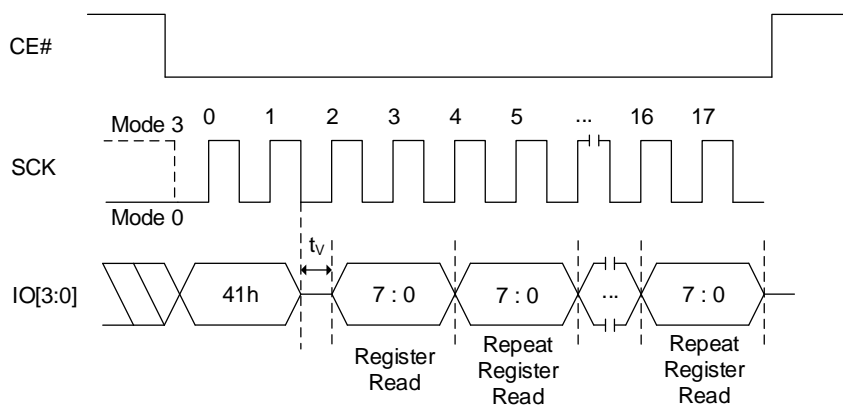 CE#
Mode 3
0 1 2 3 4 5 ... 16 17
SCK
Mode 0
tV
IO[3:0]
41h
7 : 0
7 : 0
...
7 : 0
Register
Read
Repeat
Register
Read
Repeat
Register
Read